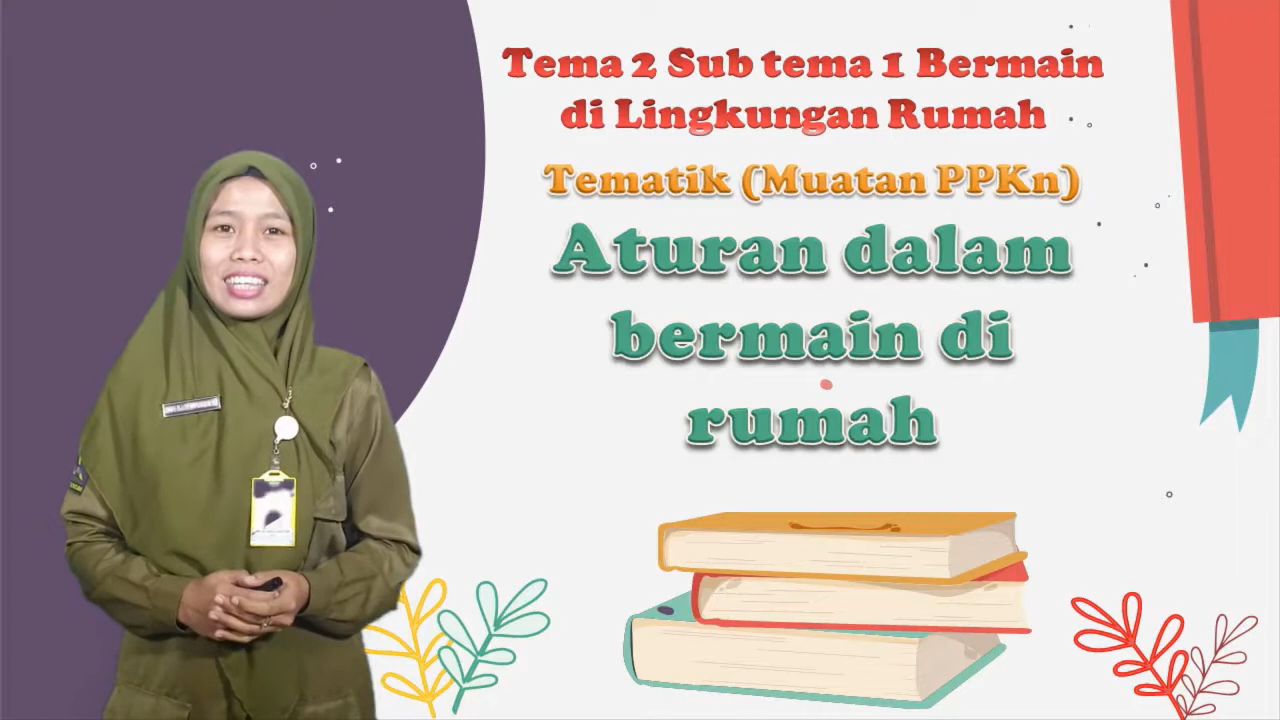 Tema 2 Sub tema 1 Bermain
di Lingkungan Rumah
Tematik (Muatan PPKn)
Aturan dalam
bermain di
rumah